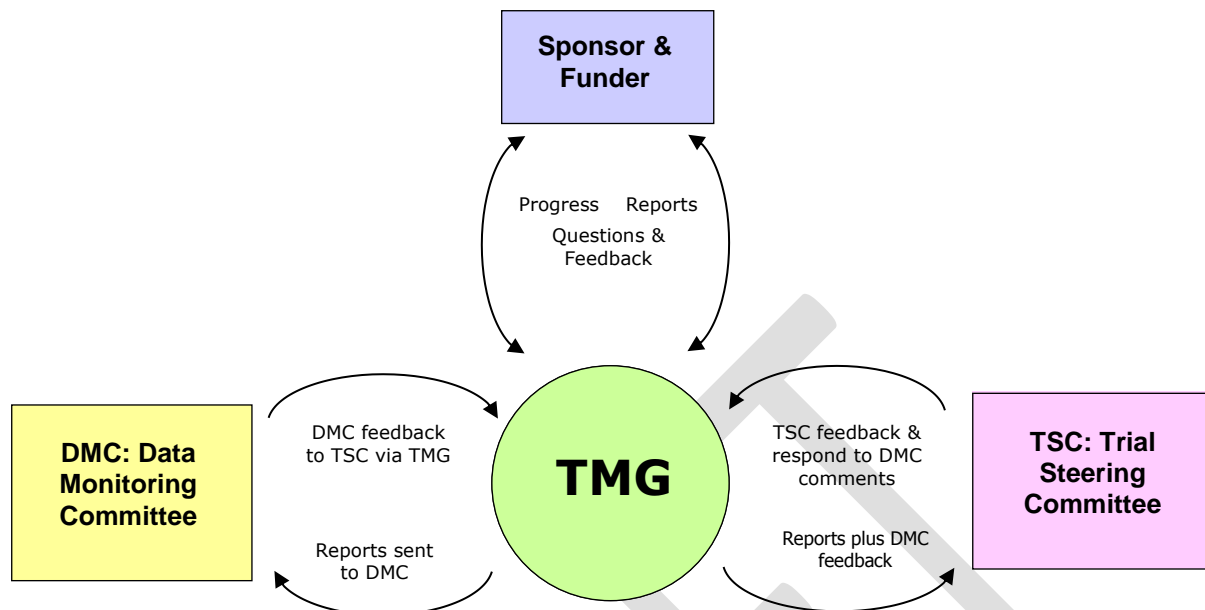 Sponsor &
Funder
Progress Reports
Questions &
Feedback
DMC: Data
Monitoring
Committee
DMC feedback
to TSC via TMG
Reports sent
to DMC
TMG
TSC feedback &
respond to DMC
comments
Reports plus DMC
feedback
TSC: Trial
Steering
Committee